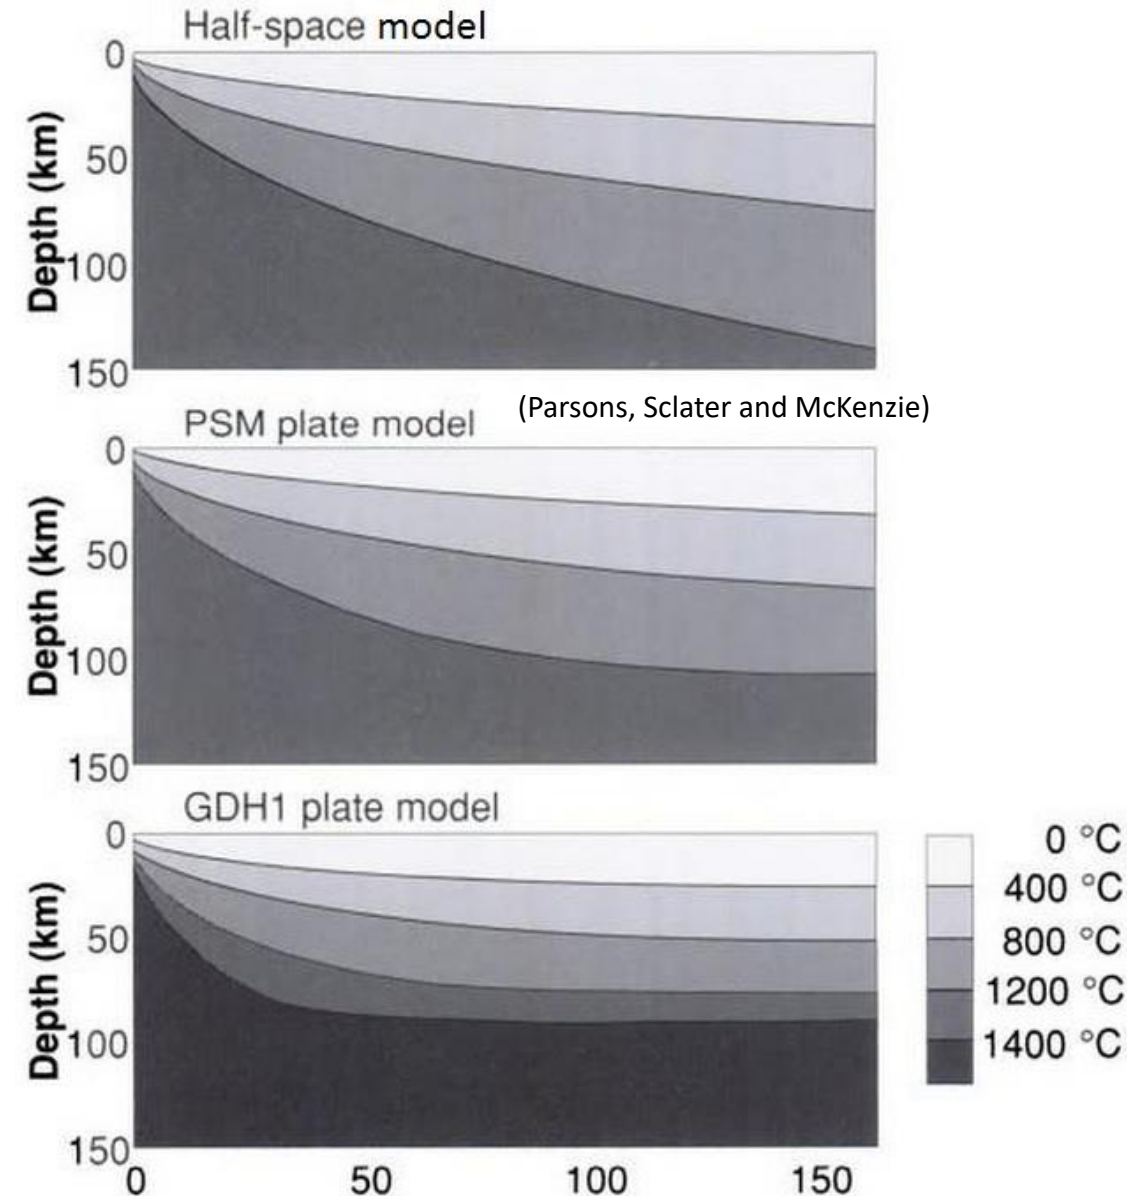 Half-space model
0
50
100
150
Depth (km)
(Parsons, Sclater and McKenzie)
PSM plate model
0
50
100
150
Depth (km)
GDH1 plate model
0
50
100
150
Depth (km)
0 50 100 150
0 °C
400 °C
800 °C
1200 °C
1400 °C